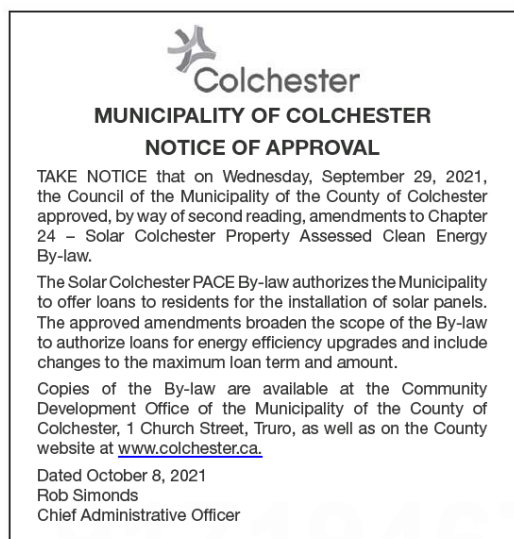 Colchester
MUNICIPALITY OF COLCHESTER
NOTICE OF APPROVAL
TAKE NOTICE that on Wednesday, September 29, 2021,
the Council of the Municipality of the County of Colchester
approved, by way of second reading, amendments to Chapter
24 – Solar Colchester Property Assessed Clean Energy
By-law.
The Solar Colchester PACE By-law authorizes the Municipality
to offer loans to residents for the installation of solar panels.
The approved amendments broaden the scope of the By-law
to authorize loans for energy efficiency upgrades and include
changes to the maximum loan term and amount.
Copies of the By-law are available at the Community
Development Office of the Municipality of the County of
Colchester, 1 Church Street, Truro, as well as on the County
website at www.colchester.ca.
Dated October 8, 2021
Rob Simonds
Chief Administrative Officer